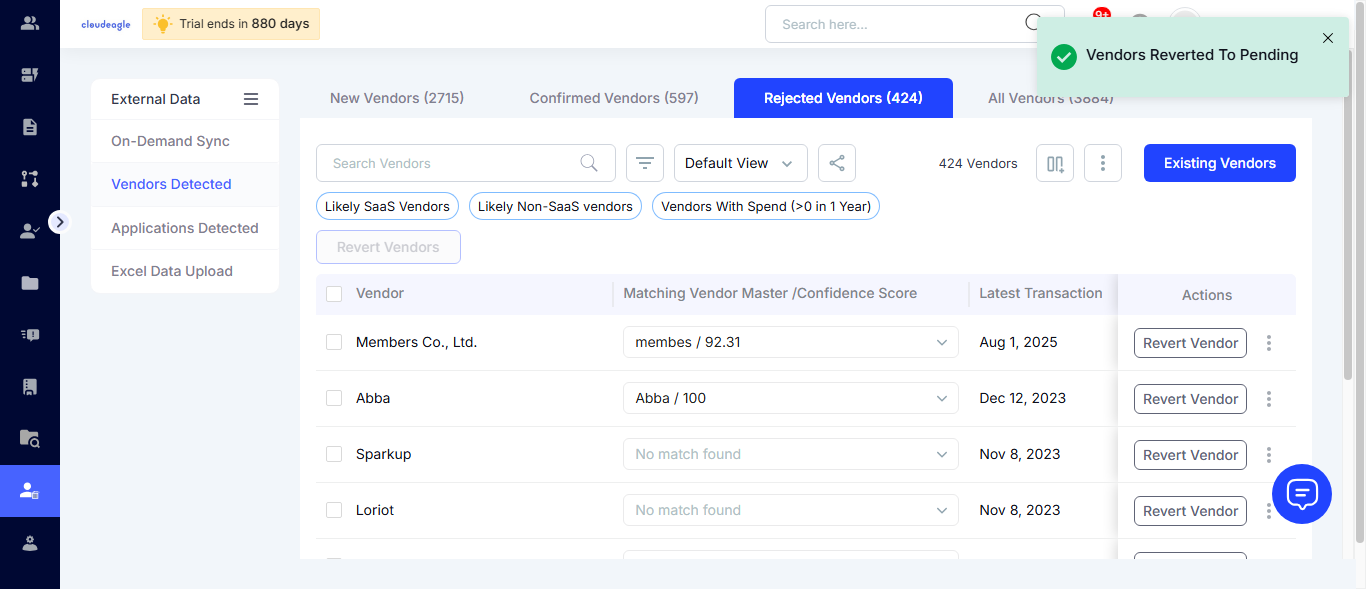 cloudeagle
Trial ends in 880 days
Search here...
9+
Vendors Reverted To Pending
External Data
On-Demand Sync
Vendors Detected
Applications Detected
Excel Data Upload
New Vendors (2715)
Confirmed Vendors (597)
Rejected Vendors (424)
All Vendors (3884)
Search Vendors
Default View
424 Vendors
Existing Vendors
Likely SaaS Vendors
Likely Non-SaaS vendors
Vendors With Spend (>0 in 1 Year)
Revert Vendors
Vendor
Matching Vendor Master /Confidence Score
Latest Transaction
Actions
Members Co., Ltd.
membes / 92.31
Aug 1, 2025
Revert Vendor
Abba
Abba / 100
Dec 12, 2023
Revert Vendor
Sparkup
No match found
Nov 8, 2023
Revert Vendor
Loriot
No match found
Nov 8, 2023
Revert Vendor